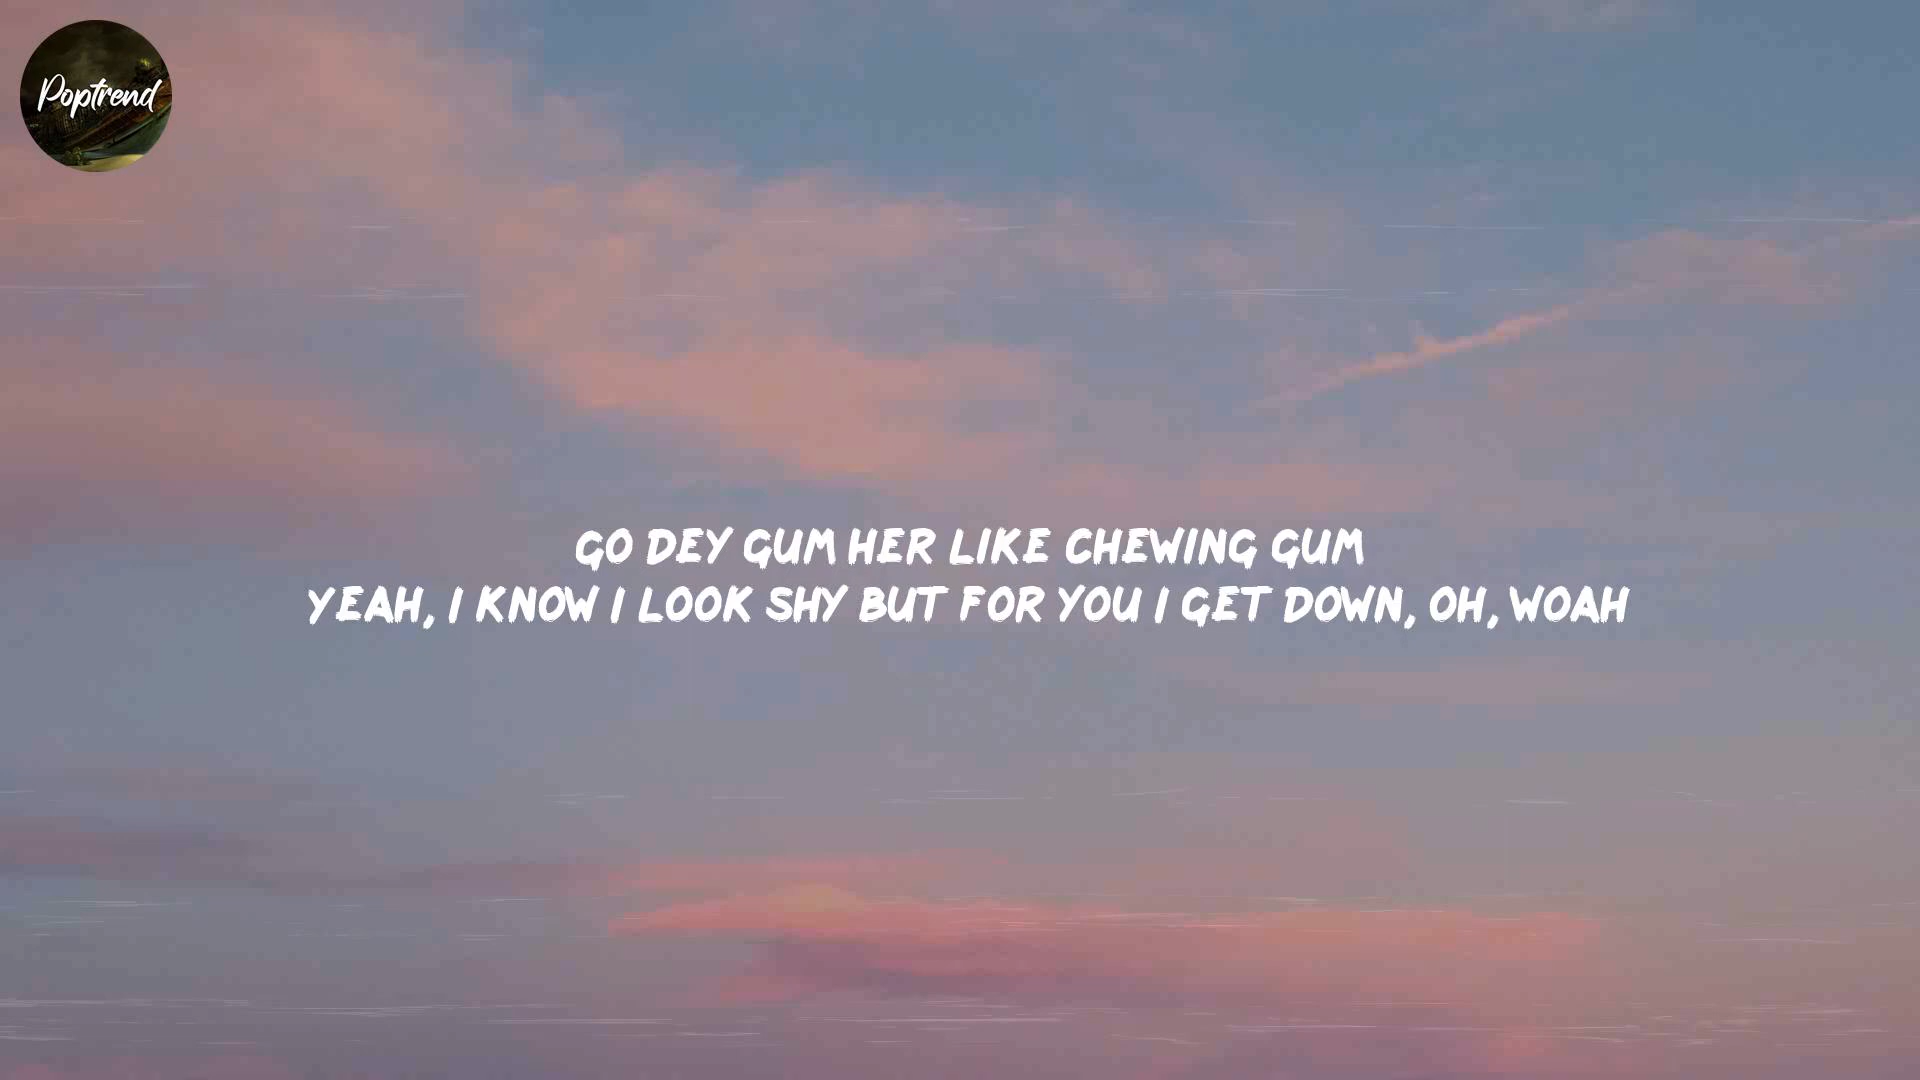 Poptrend
GO DEY GUM HER LIKE CHEWING GUM
YEAH, I KNOW I LOOK SHY BUT FOR YOU I GET DOWN, OH, WOAH